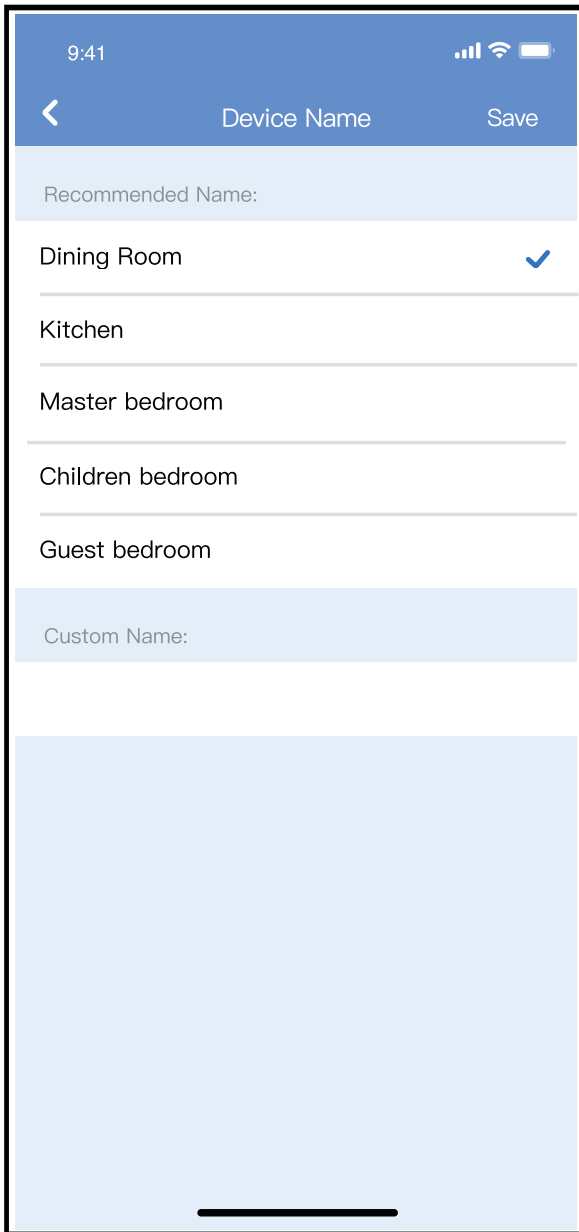 9:41
Device Name Save
Recommended Name:
Dining Room
Kitchen
Master bedroom
Children bedroom
Guest bedroom
Custom Name: